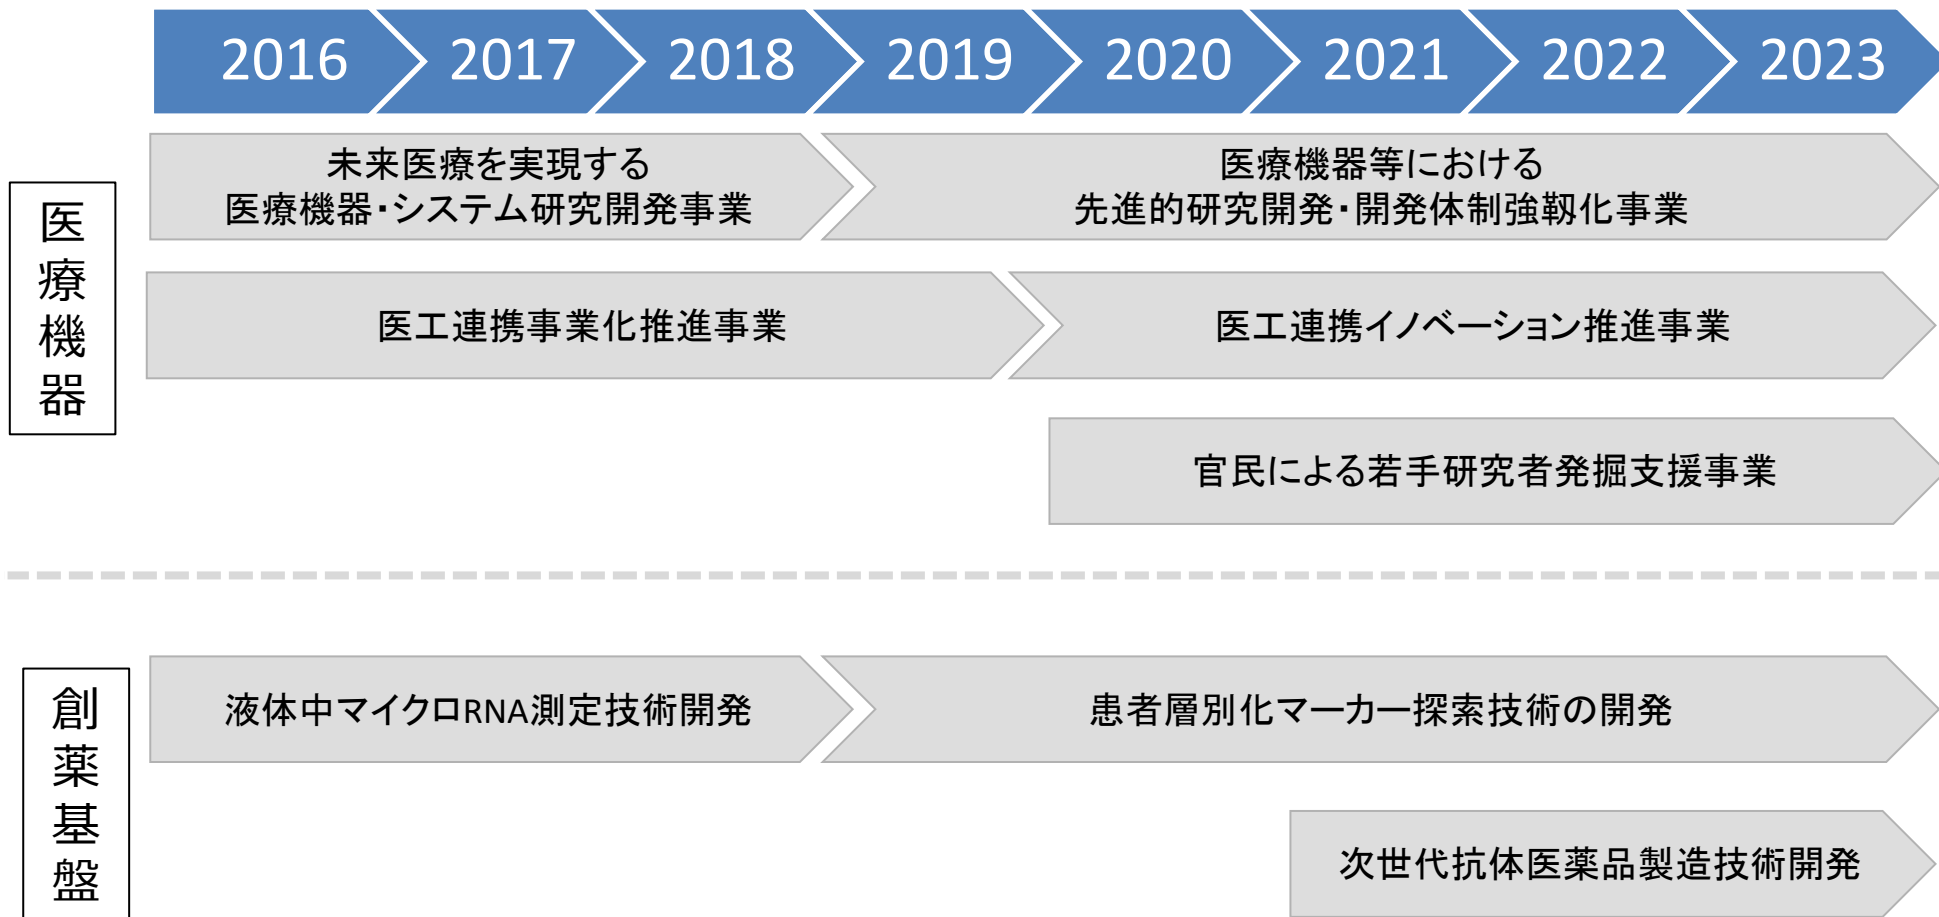 2016 2017 2018 2019 2020 2021 2022 2023
医療機器
未来医療を実現する
医療機器・システム研究開発事業
医療機器等における
先進的研究開発・開発体制強靱化事業
医工連携事業化推進事業
医工連携イノベーション推進事業
官民による若手研究者発掘支援事業
創薬基盤
液体中マイクロRNA測定技術開発
患者層別化マーカー探索技術の開発
次世代抗体医薬品製造技術開発